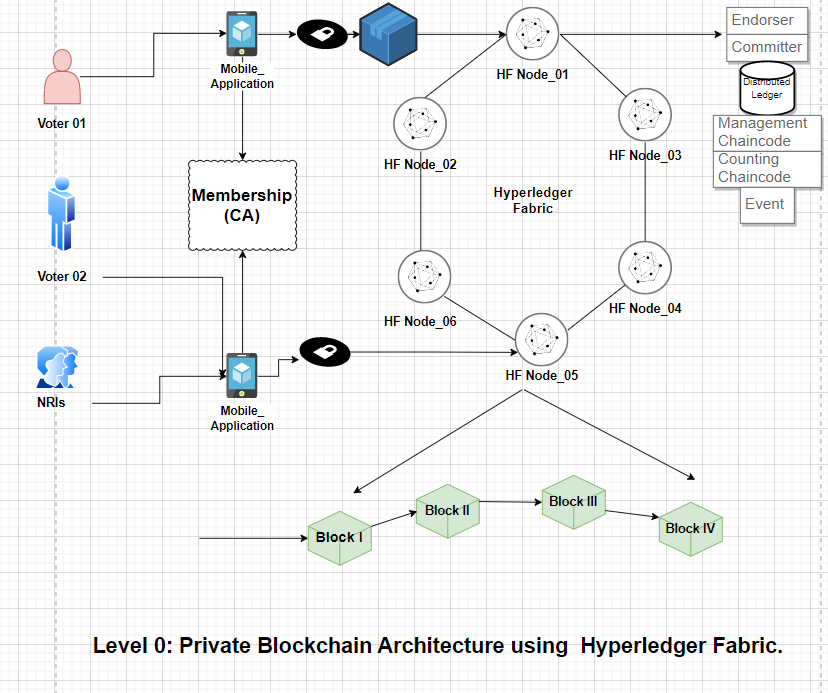 Endorser
Committer
Mobile_
Application
HF Node_01
Distributed
Ledger
Voter 01
Management
Chaincode
HF Node_02
HF Node_03
Counting
Chaincode
Membership
(CA)
Hyperledger
Fabric
Event
Voter 02
HF Node_04
HF Node_06
HF Node_05
NRIs
Mobile_
Application
Block I
Block II
Block III
Block IV
Level 0: Private Blockchain Architecture using  Hyperledger Fabric.